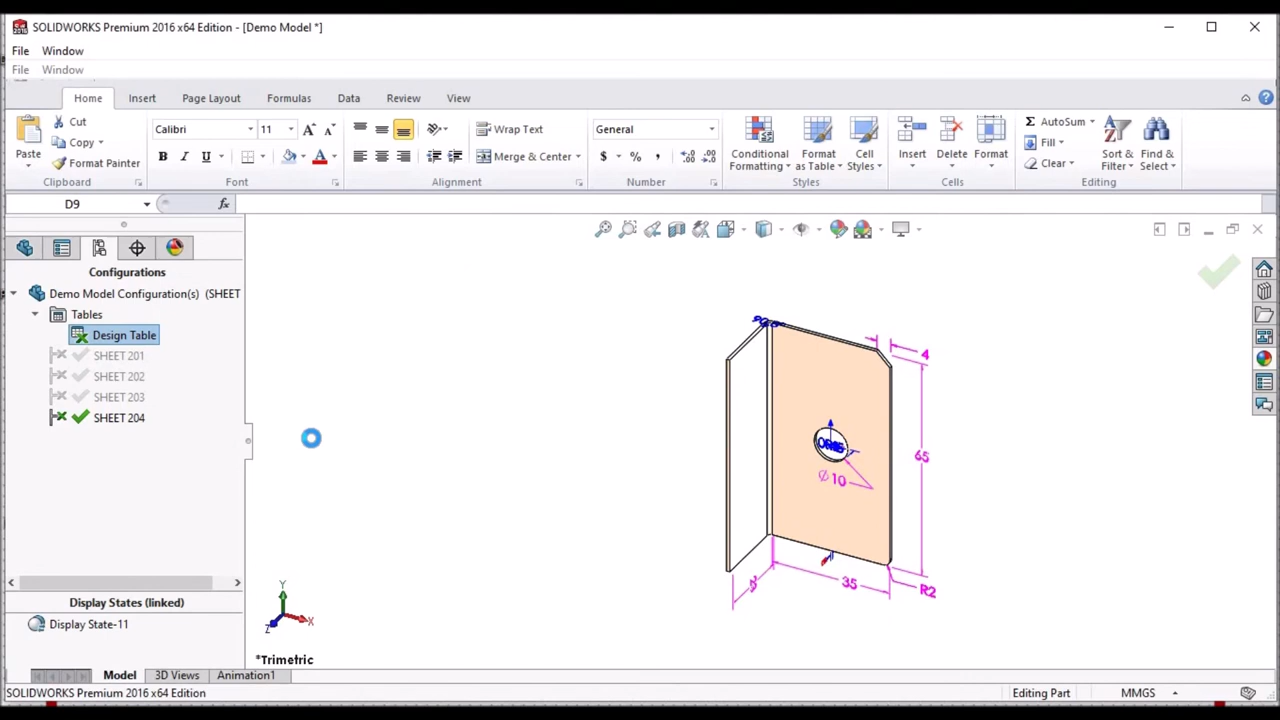 SOLIDWORKS Premium 2016 x64 Edition - [Demo Model *]
File Window
File Window
Home Insert Page Layout Formulas Data Review View
Paste
Cut
Copy
Format Painter
Clipboard
Calibri 11
B I U
Font
Wrap Text
Merge & Center
Alignment
General
$ % ,
Number
Conditional Formatting
Format as Table
Cell Styles
Styles
Insert Delete Format
Cells
AutoSum
Fill
Clear
Sort & Filter
Find & Select
Editing
D9 fx
Configurations
Demo Model Configuration(s) (SHEET
Tables
Design Table
SHEET 201
SHEET 202
SHEET 203
SHEET 204
4
65
Ø10
35
R2
Display States (linked)
Display State-11
Y
X
Z
*Trimetric
Model 3D Views Animation1
SOLIDWORKS Premium 2016 x64 Edition Editing Part MMGS